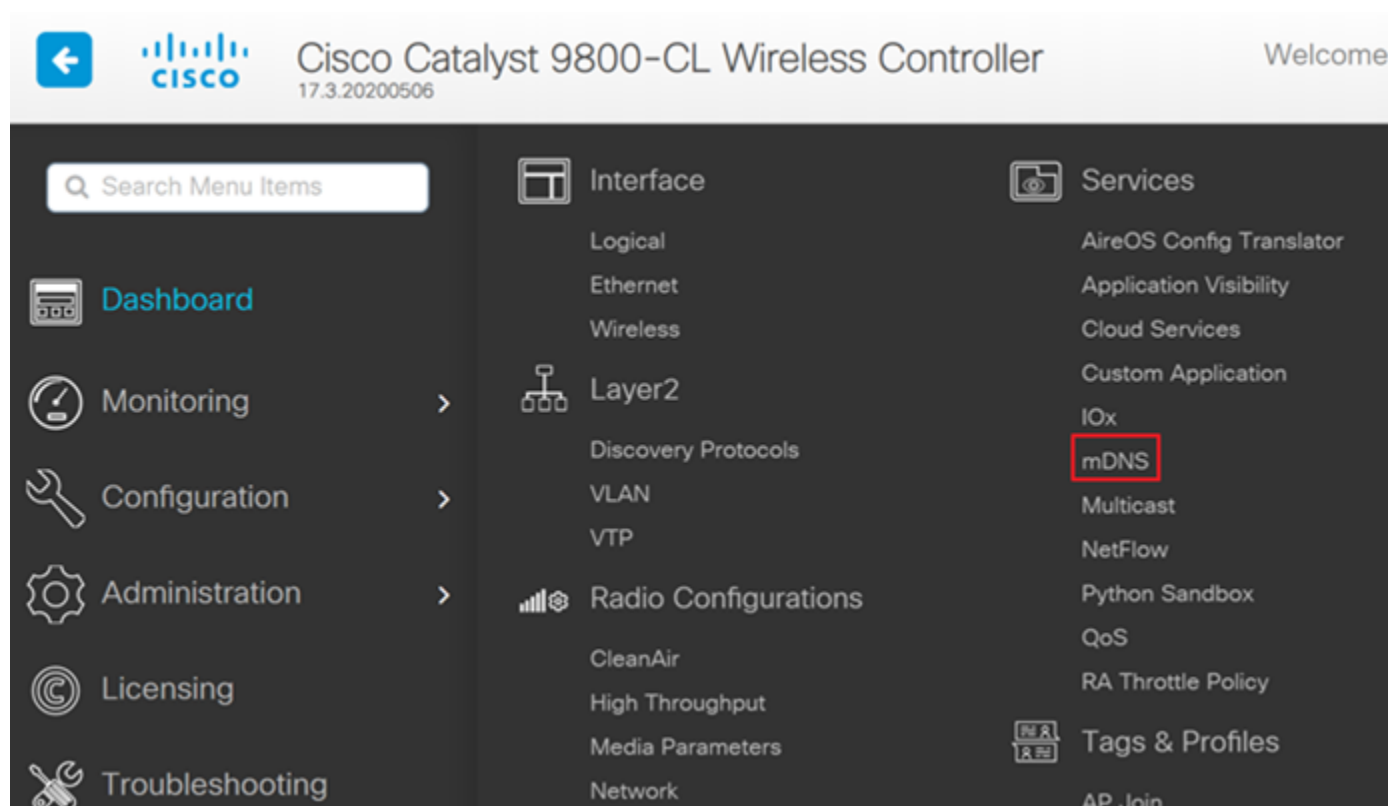 CISCO
Cisco Catalyst 9800-CL Wireless Controller
Welcome
17.3.20200506
Search Menu Items
Dashboard
Monitoring
Configuration
Administration
Licensing
Troubleshooting
Interface
Logical
Ethernet
Wireless
Layer2
Discovery Protocols
VLAN
VTP
Radio Configurations
CleanAir
High Throughput
Media Parameters
Network
Services
AireOS Config Translator
Application Visibility
Cloud Services
Custom Application
IOx
mDNS
Multicast
NetFlow
Python Sandbox
QoS
RA Throttle Policy
Tags & Profiles
AP Join